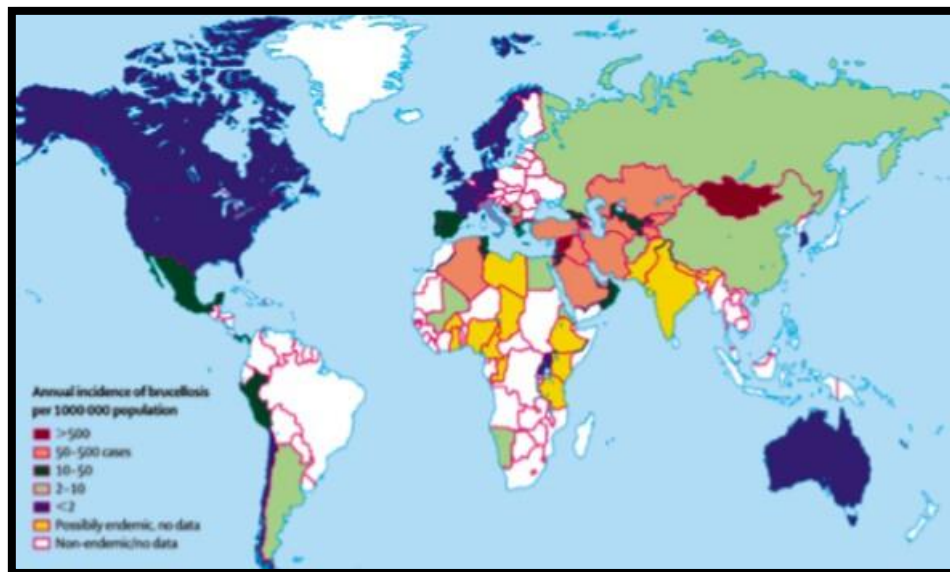 Annual incidence of brucellosis
per 1000 000 population
>500
50–500 cases
10–50
2–10
<2
Possibily endemic, no data
Non-endemic/no data